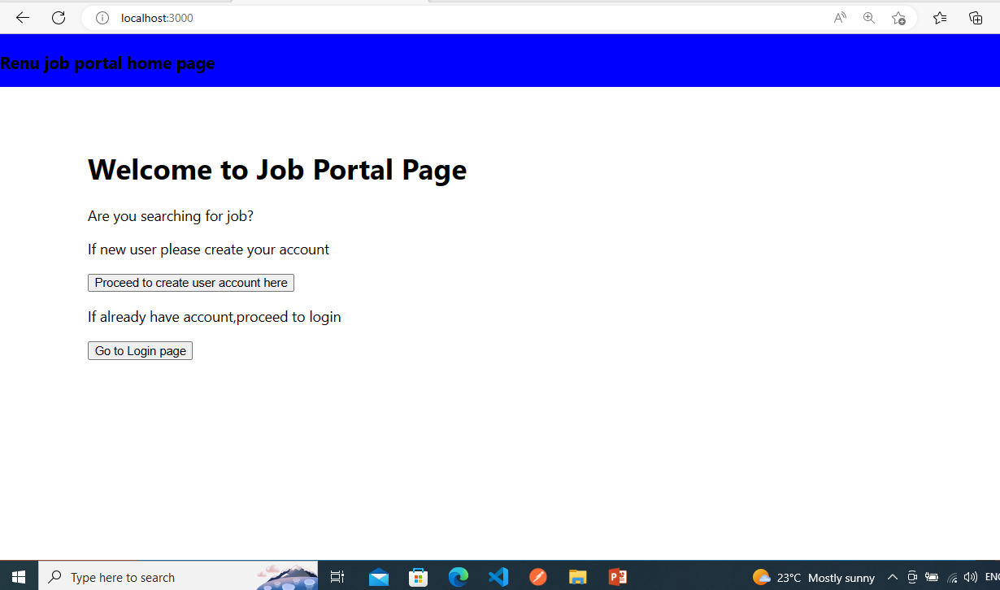 localhost:3000
Renu job portal home page
Welcome to Job Portal Page
Are you searching for job?
If new user please create your account
Proceed to create user account here
If already have account,proceed to login
Go to Login page
Type here to search
23°C Mostly sunny